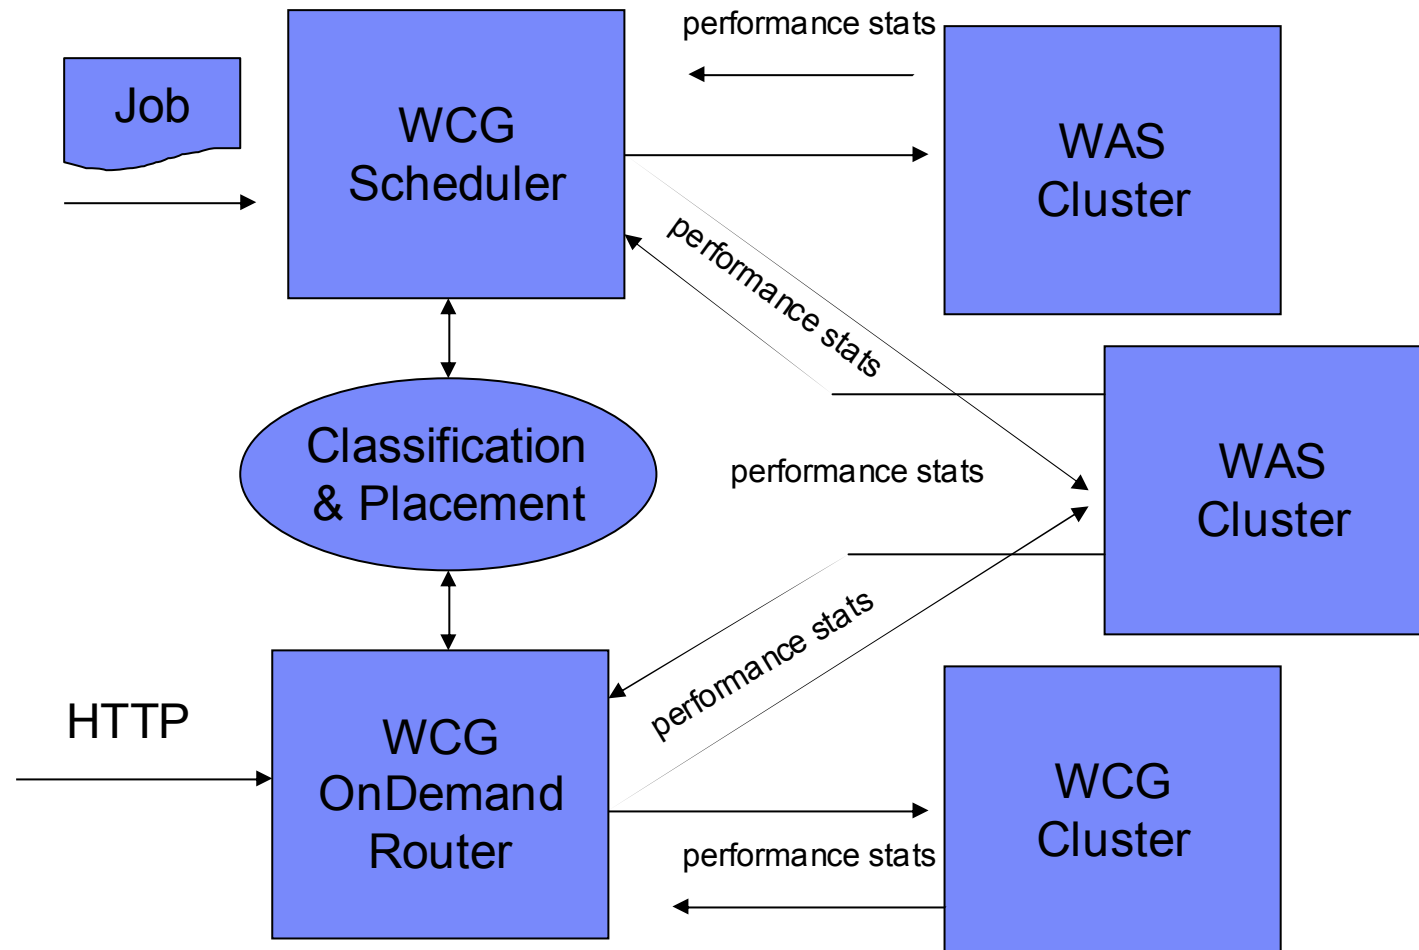 performance stats
Job
WCG
Scheduler
WAS
Cluster
performance stats
Classification
& Placement
performance stats
WAS
Cluster
performance stats
HTTP
WCG
OnDemand
Router
WCG
Cluster
performance stats